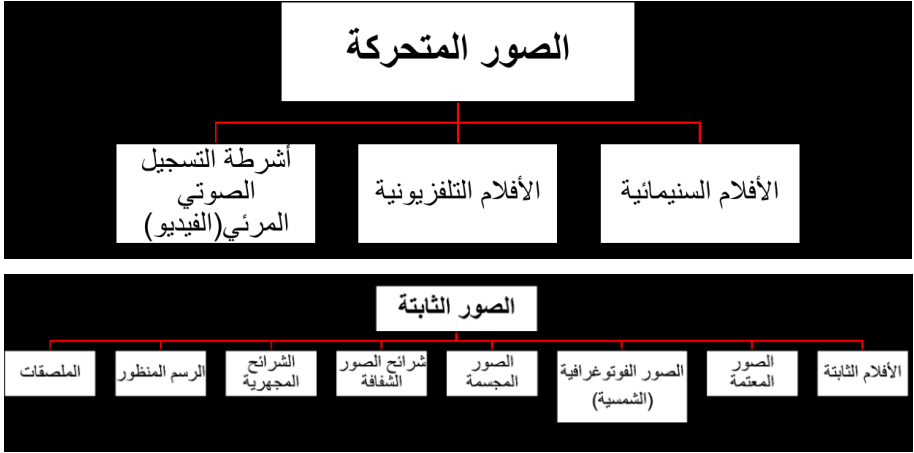 الصور المتحركة
الأفلام السنيمائية
الأفلام التلفزيونية
أشرطة التسجيل
الصوتي
المرئي(الفيديو)
الصور الثابتة
الأفلام الثابتة
الصور
المعتمة
الصور الفوتوغرافية
(الشمسية)
الصور
المجسمة
شرائح الصور
الشفافة
الشرائح
المجهرية
الرسم المنظور
الملصقات